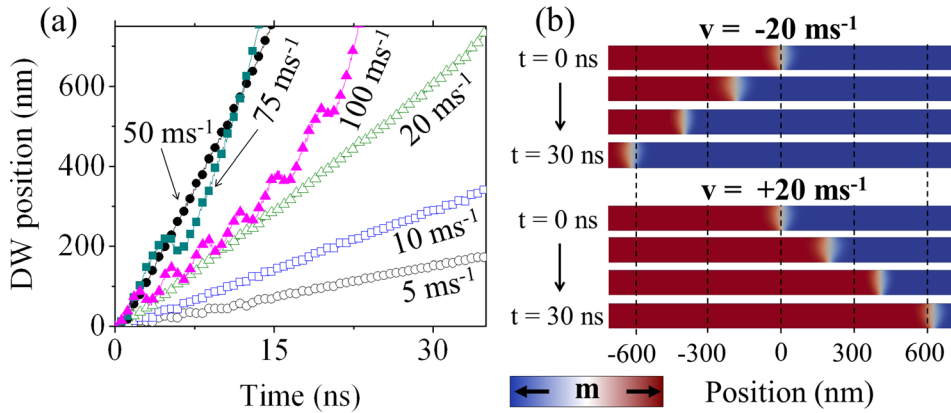 (a)
DW position (nm)
600
400
200
0
0
15
30
Time (ns)
50 ms⁻¹
75 ms⁻¹
100 ms⁻¹
20 ms⁻¹
10 ms⁻¹
5 ms⁻¹
(b)
v = -20 ms⁻¹
t = 0 ns
t = 30 ns
v = +20 ms⁻¹
t = 0 ns
t = 30 ns
-600
-300
0
300
600
m
Position (nm)